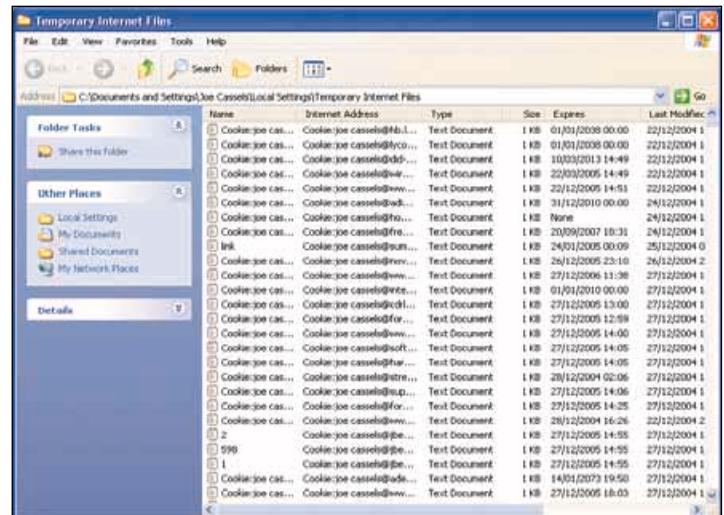 Temporary Internet Files
File Edit View Favorites Tools Help
Back Search Folders
Address C:\Documents and Settings\Joe Cassels\Local Settings\Temporary Internet Files Go
Folder Tasks
Share this folder
Other Places
Local Settings
My Documents
Shared Documents
My Network Places
Details
Name Internet Address Type Size Expires Last Modified
Cookie:joe cas... Cookie:joe cassels@hb.l... Text Document 1 KB 01/01/2038 00:00 22/12/2004 1
Cookie:joe cas... Cookie:joe cassels@lyco... Text Document 1 KB 01/01/2038 00:00 22/12/2004 1
Cookie:joe cas... Cookie:joe cassels@did-... Text Document 1 KB 10/03/2013 14:49 22/12/2004 1
Cookie:joe cas... Cookie:joe cassels@wir... Text Document 1 KB 22/03/2005 14:49 22/12/2004 1
Cookie:joe cas... Cookie:joe cassels@ww... Text Document 1 KB 22/12/2005 14:51 22/12/2004 1
Cookie:joe cas... Cookie:joe cassels@adi... Text Document 1 KB 31/12/2010 00:00 24/12/2004 1
Cookie:joe cas... Cookie:joe cassels@ho... Text Document 1 KB None 24/12/2004 1
Cookie:joe cas... Cookie:joe cassels@fre... Text Document 1 KB 20/09/2007 18:31 24/12/2004 1
link Cookie:joe cassels@sum... Text Document 1 KB 24/01/2005 00:09 25/12/2004 0
Cookie:joe cas... Cookie:joe cassels@nov... Text Document 1 KB 26/12/2005 23:10 26/12/2004 2
Cookie:joe cas... Cookie:joe cassels@ww... Text Document 1 KB 27/12/2006 11:38 27/12/2004 1
Cookie:joe cas... Cookie:joe cassels@inte... Text Document 1 KB 01/01/2010 00:00 27/12/2004 1
Cookie:joe cas... Cookie:joe cassels@cdrl... Text Document 1 KB 27/12/2005 13:00 27/12/2004 1
Cookie:joe cas... Cookie:joe cassels@for... Text Document 1 KB 27/12/2005 12:59 27/12/2004 1
Cookie:joe cas... Cookie:joe cassels@ww... Text Document 1 KB 27/12/2005 14:00 27/12/2004 1
Cookie:joe cas... Cookie:joe cassels@soft... Text Document 1 KB 27/12/2005 14:05 27/12/2004 1
Cookie:joe cas... Cookie:joe cassels@har... Text Document 1 KB 27/12/2005 14:05 27/12/2004 1
Cookie:joe cas... Cookie:joe cassels@stre... Text Document 1 KB 28/12/2004 02:06 27/12/2004 1
Cookie:joe cas... Cookie:joe cassels@sup... Text Document 1 KB 27/12/2005 14:06 27/12/2004 1
Cookie:joe cas... Cookie:joe cassels@for... Text Document 1 KB 27/12/2005 14:25 27/12/2004 1
Cookie:joe cas... Cookie:joe cassels@ww... Text Document 1 KB 28/12/2004 16:26 22/12/2004 2
2 Cookie:joe cassels@jbe... Text Document 1 KB 27/12/2005 14:55 27/12/2004 1
598 Cookie:joe cassels@jbe... Text Document 1 KB 27/12/2005 14:55 27/12/2004 1
1 Cookie:joe cassels@jbe... Text Document 1 KB 27/12/2005 14:55 27/12/2004 1
Cookie:joe cas... Cookie:joe cassels@ade... Text Document 1 KB 14/01/2073 19:50 27/12/2004 1
Cookie:joe cas... Cookie:joe cassels@ww... Text Document 1 KB 27/12/2005 18:03 27/12/2004 1